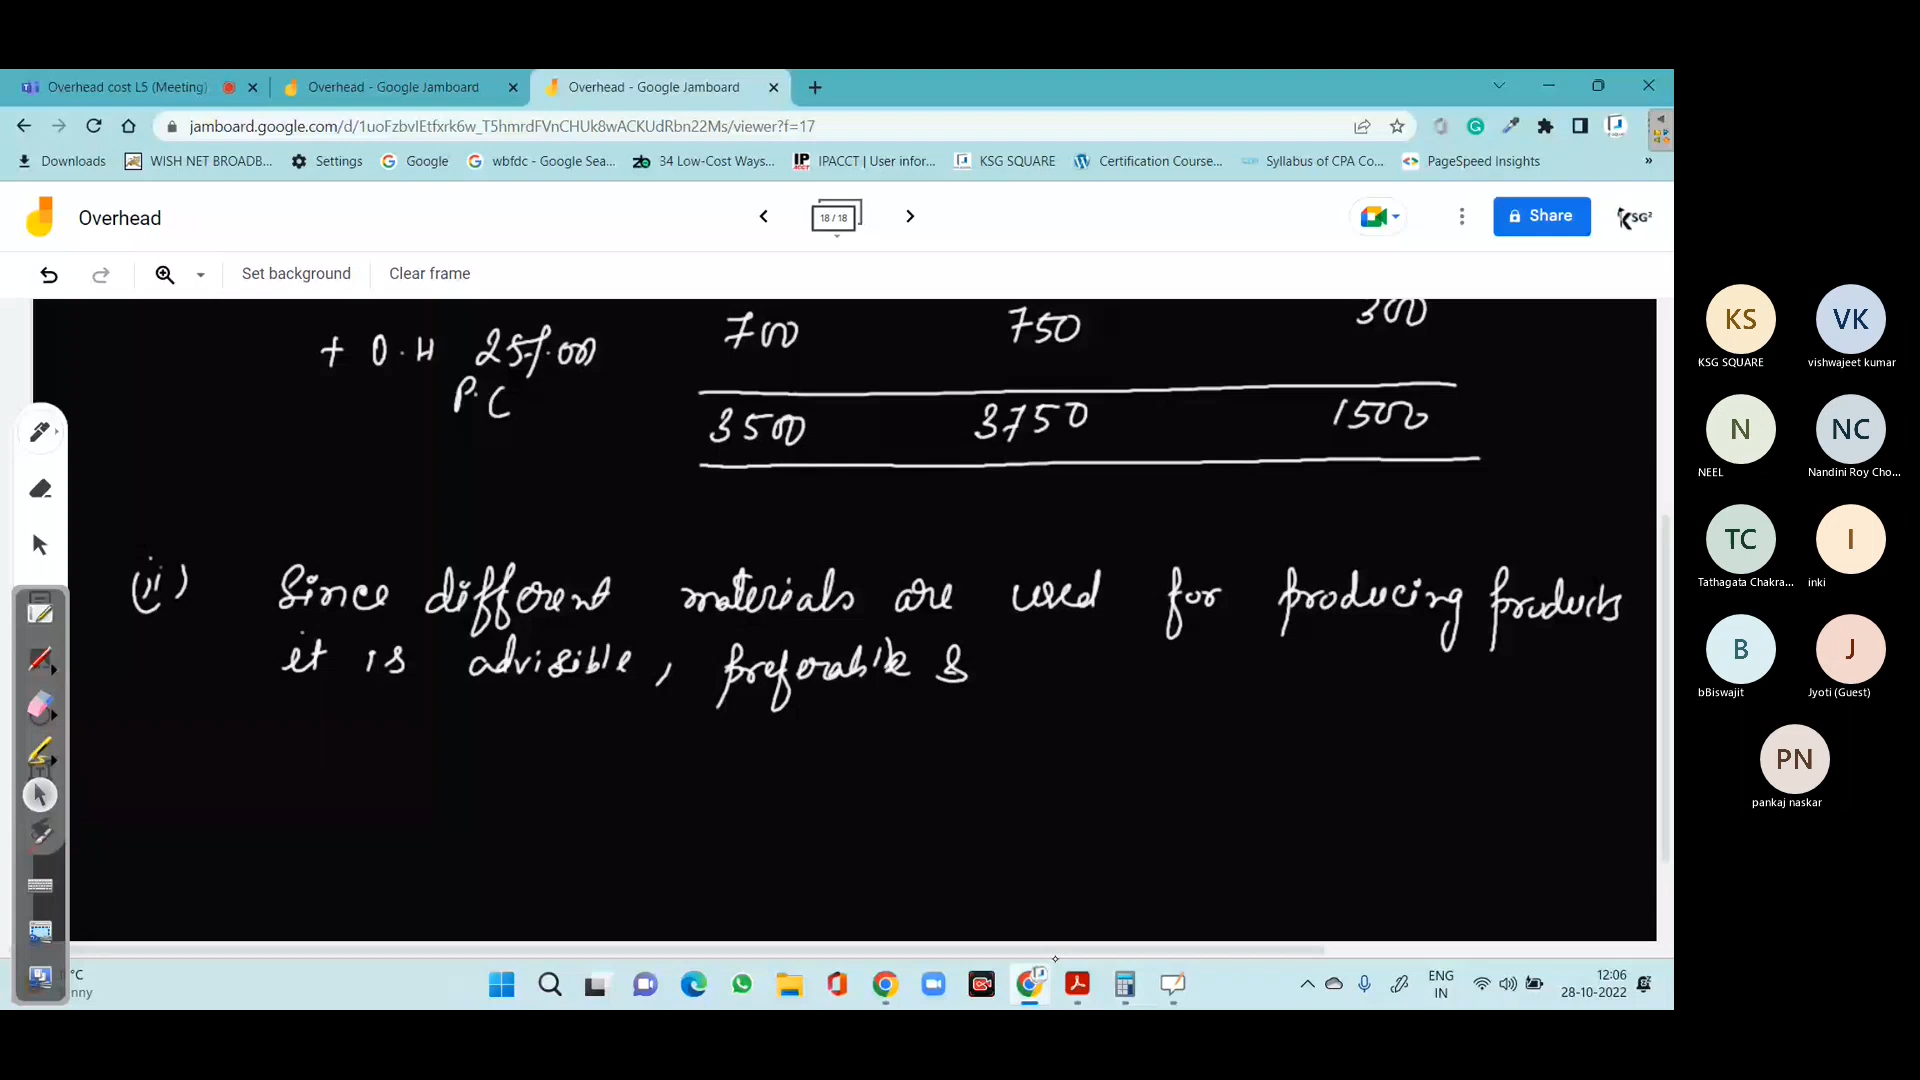 Overhead cost L5 (Meeting)
Overhead - Google Jamboard
Overhead - Google Jamboard
jamboard.google.com/d/1uoFzbvIEtfxrk6w_T5hmrdFVnCHUk8wACKUdRbn22Ms/viewer?f=17
Downloads WISH NET BROADB... Settings Google wbfdc - Google Sea... 34 Low-Cost Ways... IPACCT | User infor... KSG SQUARE Certification Course... Syllabus of CPA Co... PageSpeed Insights »
Overhead
18 / 18
Share
KSG²
Set background Clear frame
+ O.H 25% on 700 750 300
P.C
3500 3750 1500
(ii) Since different materials are used for producing products
it is advisible, preferable &
KS
KSG SQUARE
VK
vishwajeet kumar
N
NEEL
NC
Nandini Roy Cho...
TC
Tathagata Chakra...
I
inki
B
bBiswajit
J
Jyoti (Guest)
PN
pankaj naskar
°C
nny
ENG
IN
12:06
28-10-2022